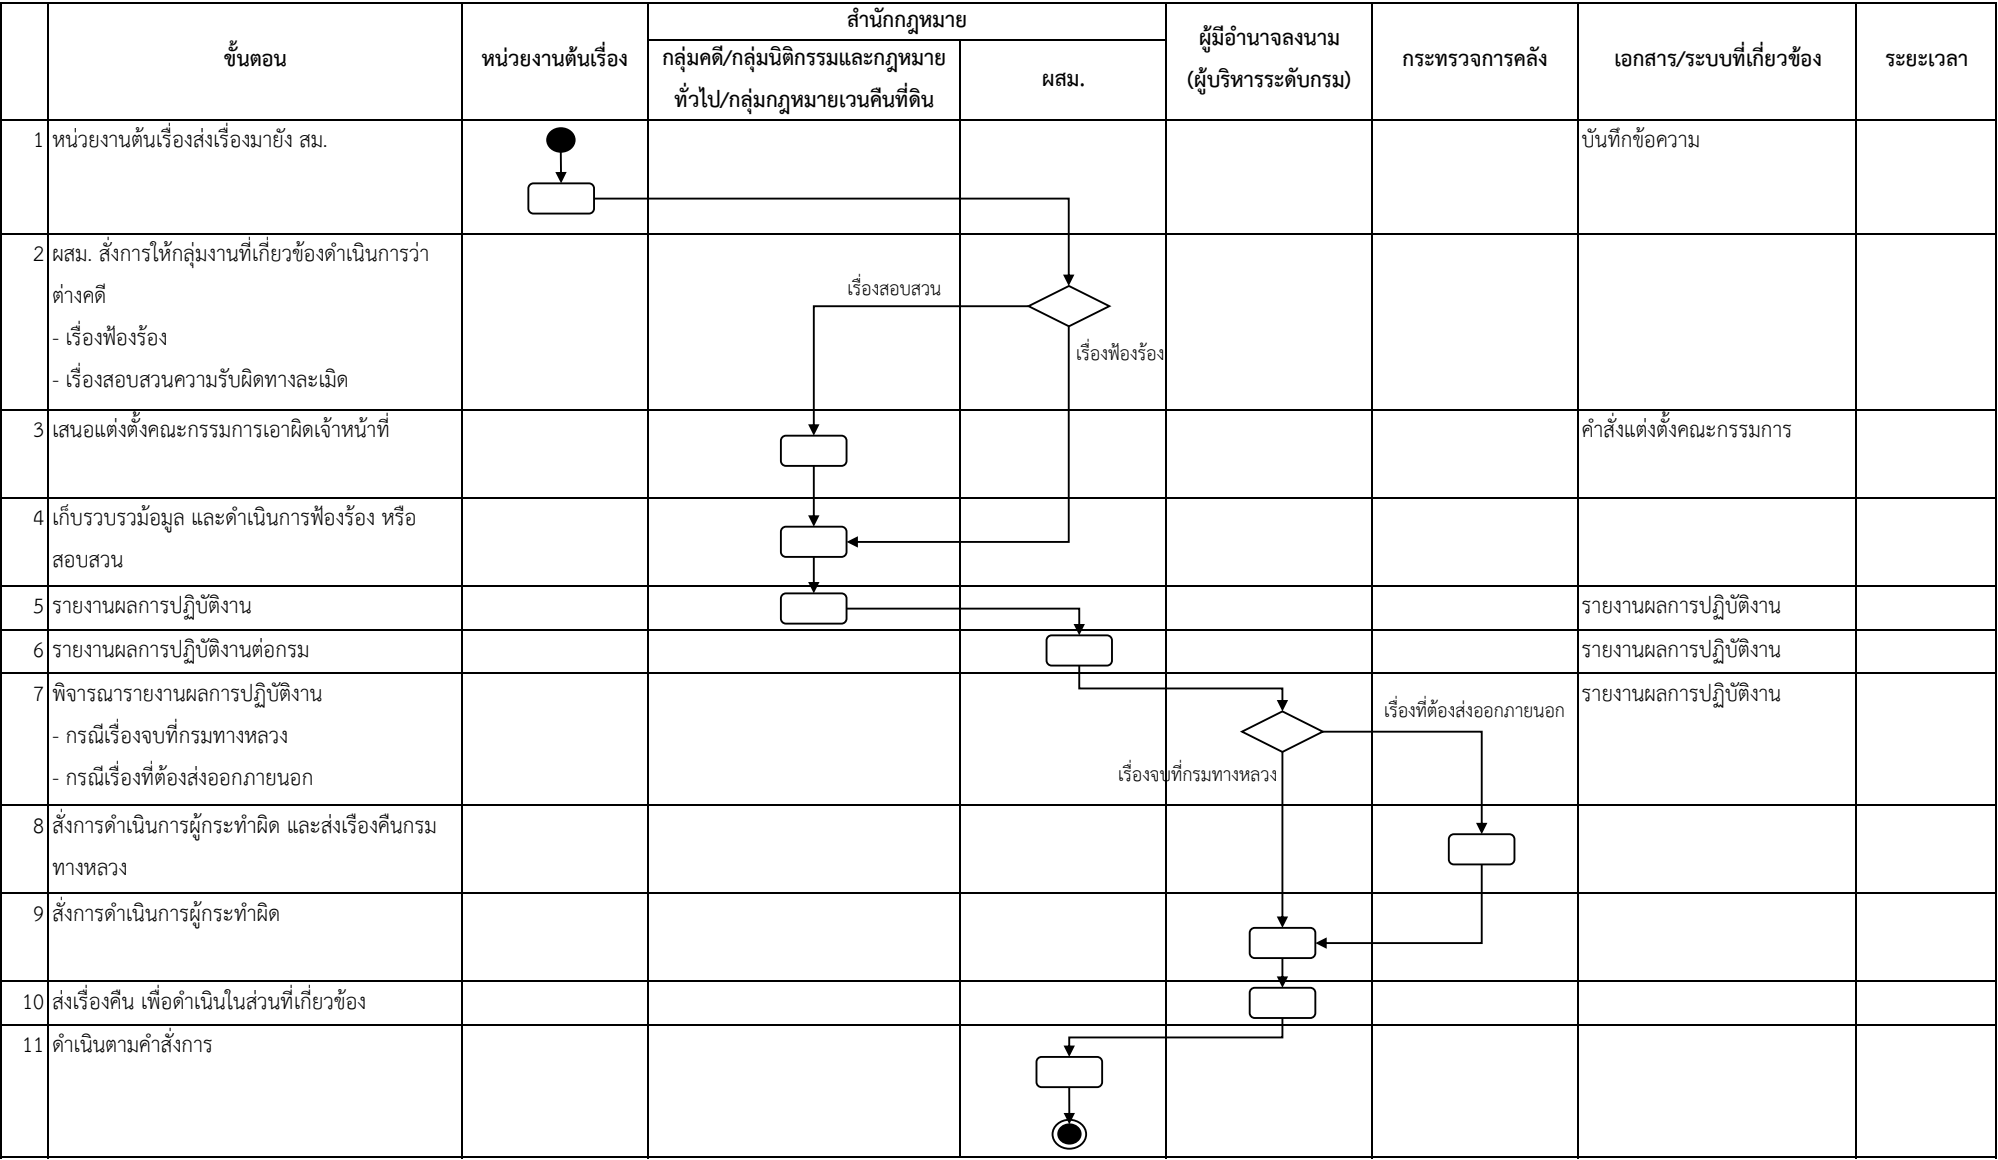 ขั้นตอน
หน่วยงานต้นเรื่อง
สำนักกฎหมาย
กลุ่มคดี/กลุ่มนิติกรรมและกฎหมาย
ทั่วไป/กลุ่มกฎหมายเวนคืนที่ดิน
ผสม.
ผู้มีอำนาจลงนาม
(ผู้บริหารระดับกรม)
กระทรวจการคลัง
เอกสาร/ระบบที่เกี่ยวข้อง
ระยะเวลา
1 หน่วยงานต้นเรื่องส่งเรื่องมายัง สม.
บันทึกข้อความ
2 ผสม. สั่งการให้กลุ่มงานที่เกี่ยวข้องดำเนินการว่า
ต่างคดี
- เรื่องฟ้องร้อง
- เรื่องสอบสวนความรับผิดทางละเมิด
เรื่องสอบสวน
เรื่องฟ้องร้อง
3 เสนอแต่งตั้งคณะกรรมการเอาผิดเจ้าหน้าที่
คำสั่งแต่งตั้งคณะกรรมการ
4 เก็บรวบรวม้อมูล และดำเนินการฟ้องร้อง หรือ
สอบสวน
5 รายงานผลการปฏิบัติงาน
รายงานผลการปฏิบัติงาน
6 รายงานผลการปฏิบัติงานต่อกรม
รายงานผลการปฏิบัติงาน
7 พิจารณารายงานผลการปฏิบัติงาน
- กรณีเรื่องจบที่กรมทางหลวง
- กรณีเรื่องที่ต้องส่งออกภายนอก
เรื่องที่ต้องส่งออกภายนอก
เรื่องจบที่กรมทางหลวง
รายงานผลการปฏิบัติงาน
8 สั่งการดำเนินการผู้กระทำผิด และส่งเรืองคืนกรม
ทางหลวง
9 สั่งการดำเนินการผู้กระทำผิด
10 ส่งเรื่องคืน เพื่อดำเนินในส่วนที่เกี่ยวข้อง
11 ดำเนินตามคำสั่งการ